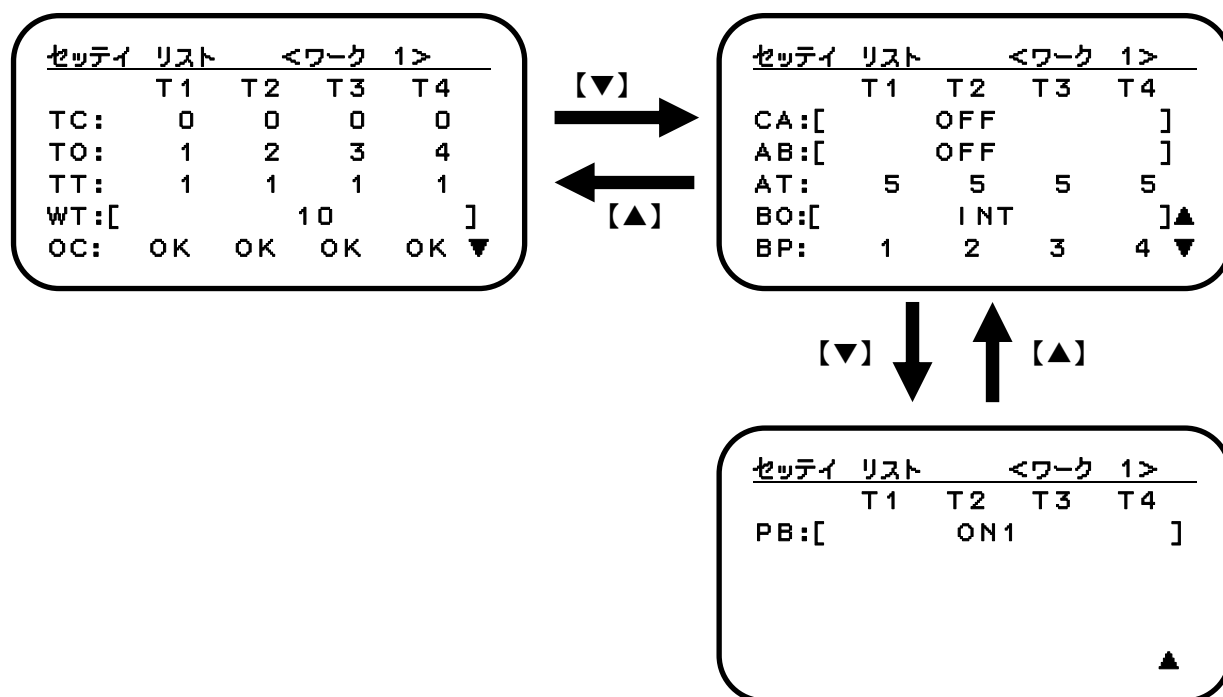 セッテイ リスト <ワーク 1>
T1 T2 T3 T4
TC: 0 0 0 0
TO: 1 2 3 4
TT: 1 1 1 1
WT:[ 10 ]
OC: OK OK OK OK ▼
【▼】
【▲】
セッテイ リスト <ワーク 1>
T1 T2 T3 T4
CA:[ OFF ]
AB:[ OFF ]
AT: 5 5 5 5
BO:[ INT ]▲
BP: 1 2 3 4 ▼
【▼】 【▲】
セッテイ リスト <ワーク 1>
T1 T2 T3 T4
PB:[ ON1 ]
▲